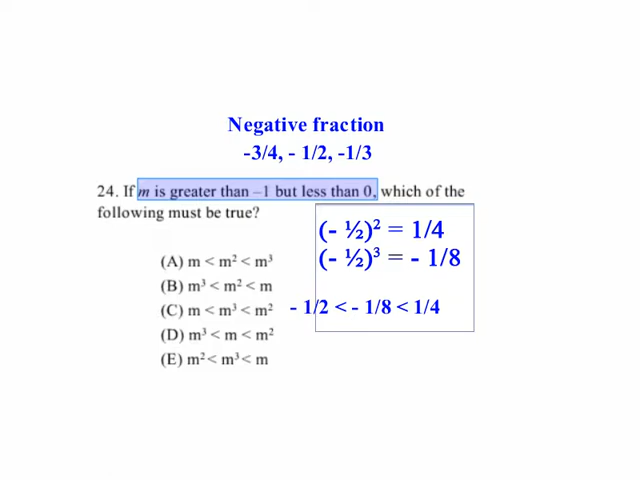 Negative fraction
-3/4, - 1/2, -1/3
24. If m is greater than –1 but less than 0, which of the
following must be true?
(- ½)² = 1/4
(A) m < m² < m³
(- ½)³ = - 1/8
(B) m³ < m² < m
(C) m < m³ < m²
- 1/2 < - 1/8 < 1/4
(D) m³ < m < m²
(E) m² < m³ < m